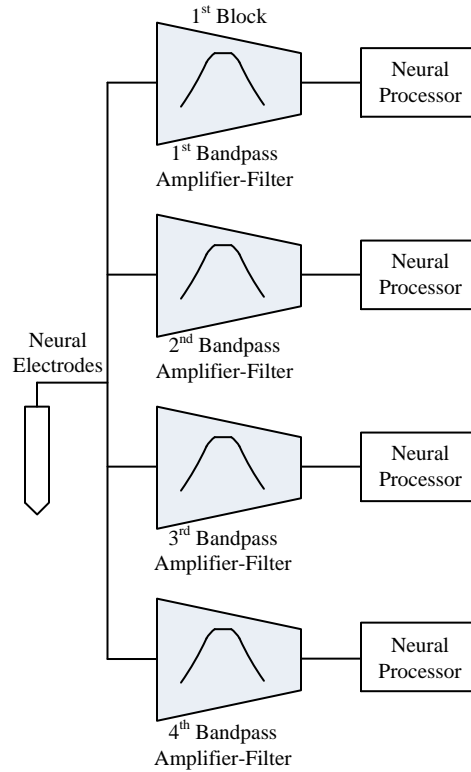 1st Block
Neural
Processor
1st Bandpass
Amplifier-Filter
Neural
Processor
2nd Bandpass
Amplifier-Filter
Neural
Electrodes
Neural
Processor
3rd Bandpass
Amplifier-Filter
Neural
Processor
4th Bandpass
Amplifier-Filter